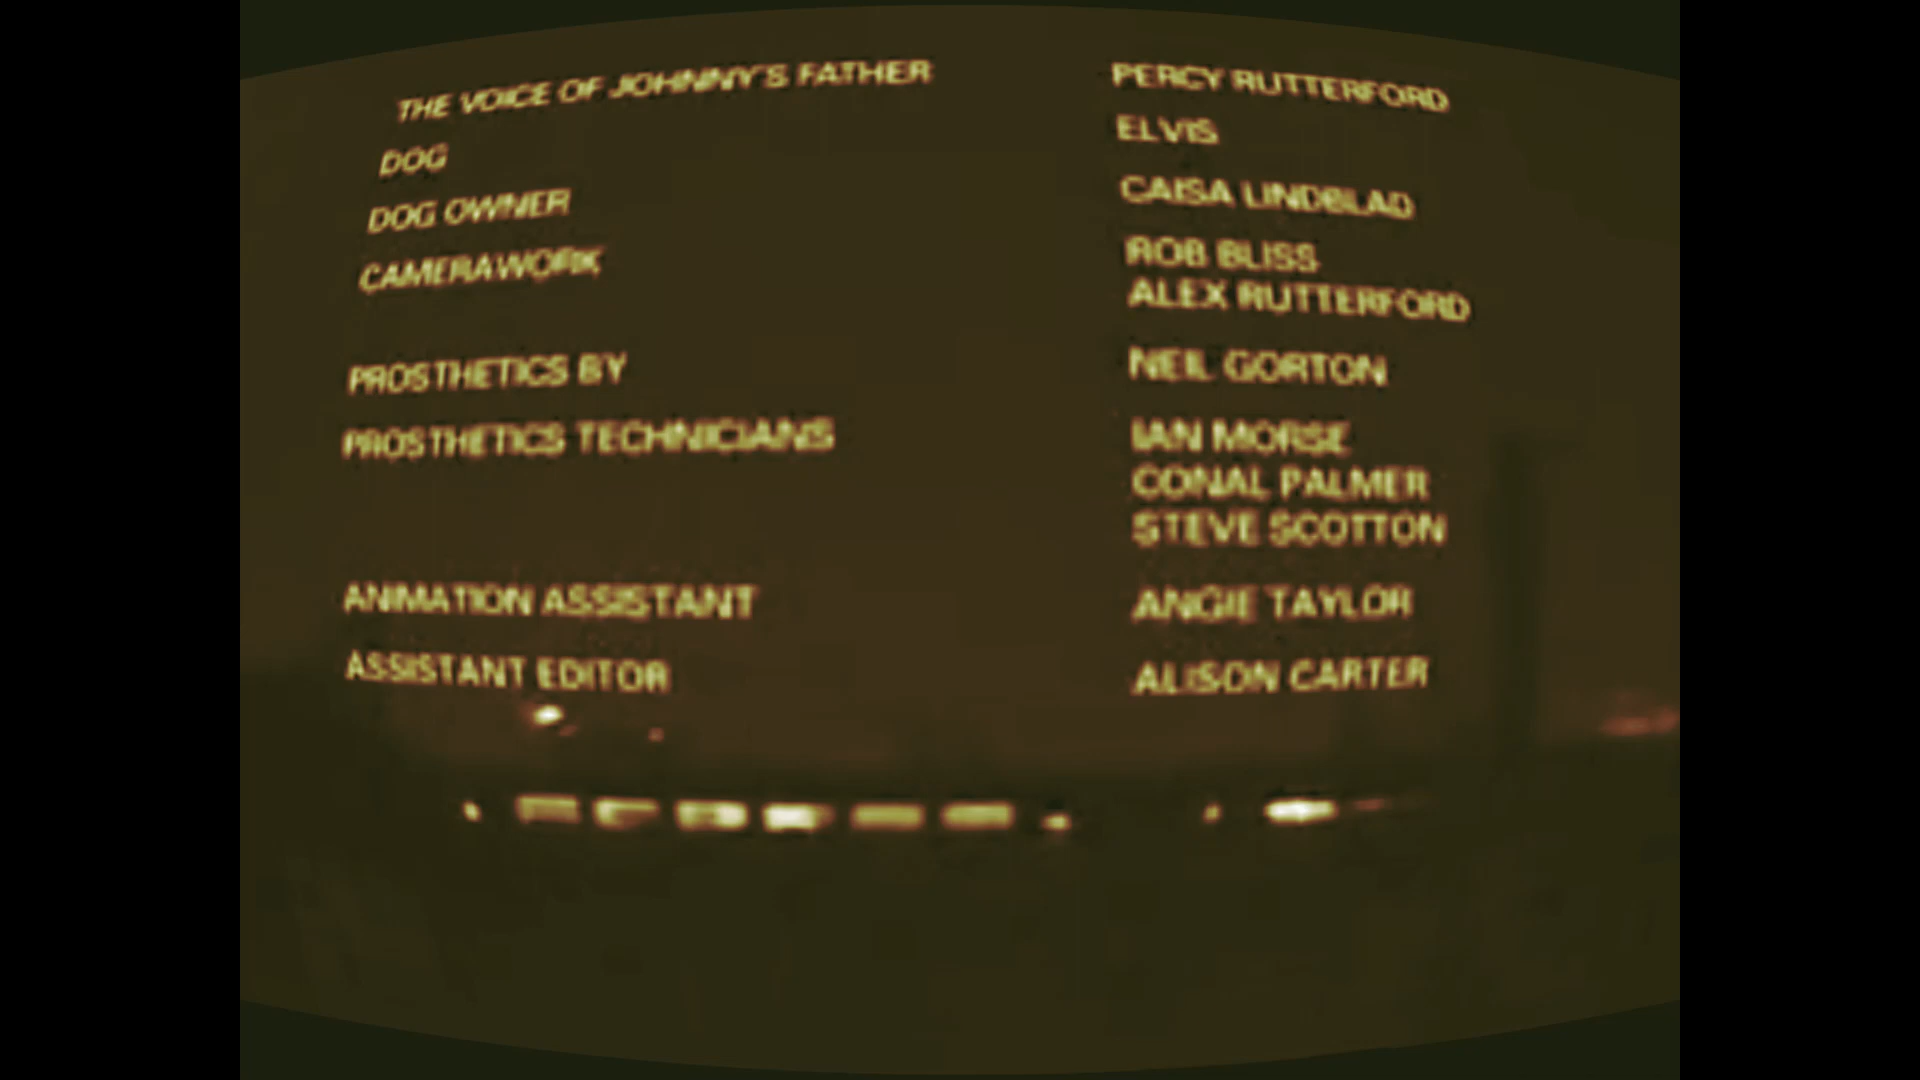 THE VOICE OF JOHNNY'S FATHER PERCY RUTTERFORD
DOG ELVIS
DOG OWNER CAISA LINDBLAD
CAMERAWORK ROB BLISS
ALEX RUTTERFORD
PROSTHETICS BY NEIL GORTON
PROSTHETICS TECHNICIANS IAN MORSE
CONAL PALMER
STEVE SCOTTON
ANIMATION ASSISTANT ANGIE TAYLOR
ASSISTANT EDITOR ALISON CARTER